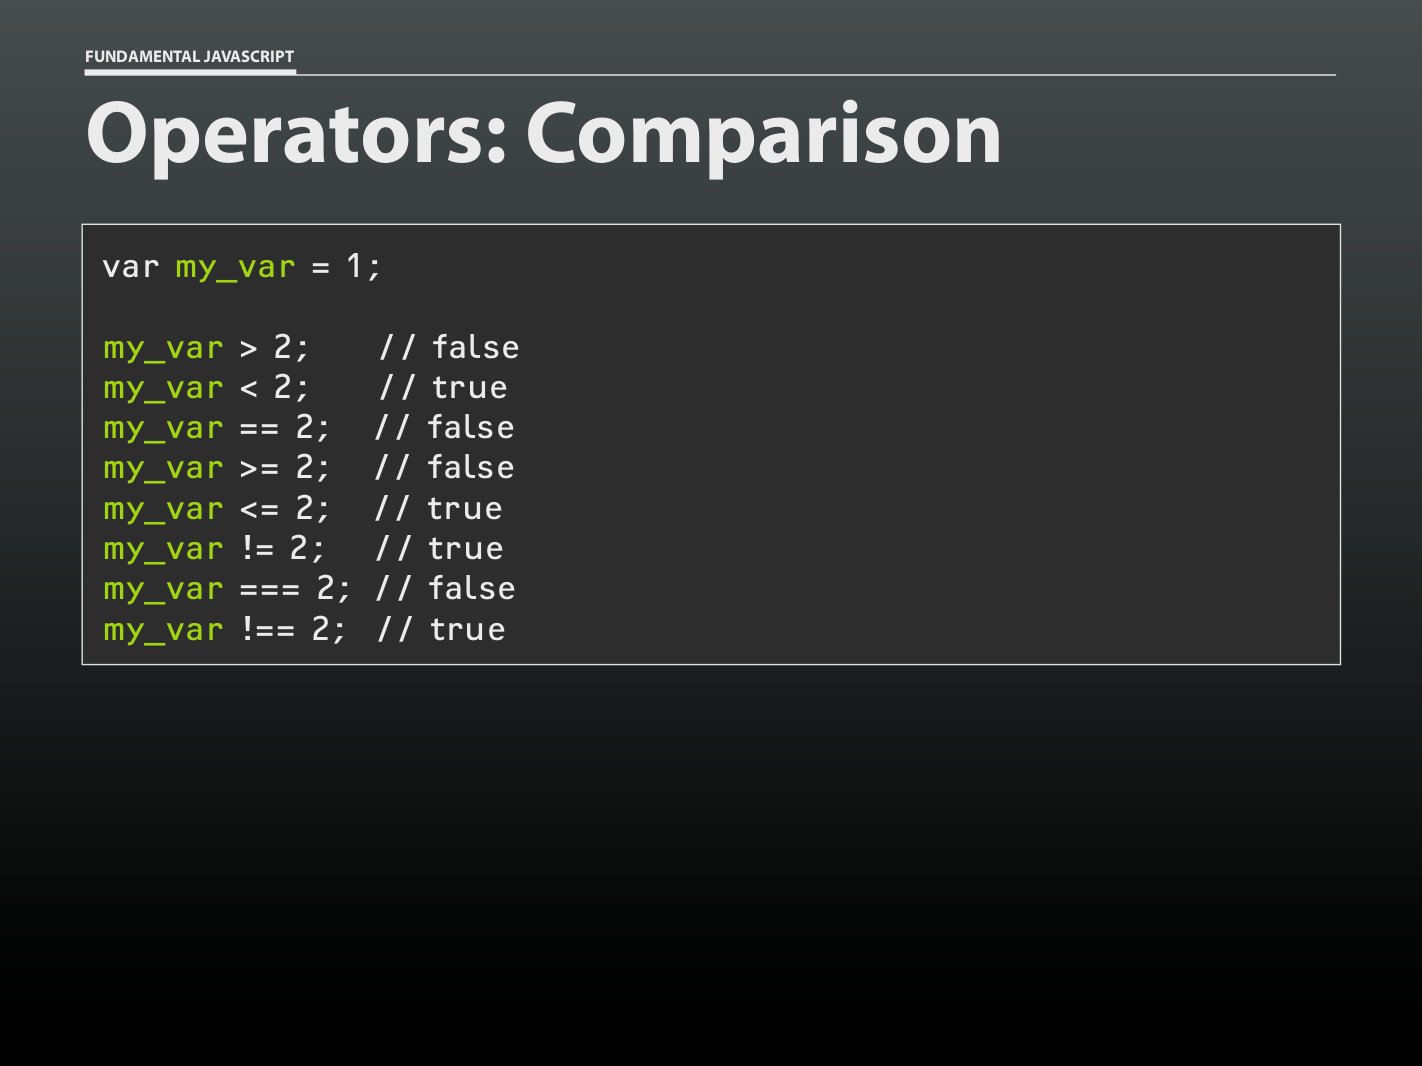 FUNDAMENTAL JAVASCRIPT
Operators: Comparison
var my_var = 1;
my_var > 2; // false
my_var < 2; // true
my_var == 2; // false
my_var >= 2; // false
my_var <= 2; // true
my_var != 2; // true
my_var === 2; // false
my_var !== 2; // true